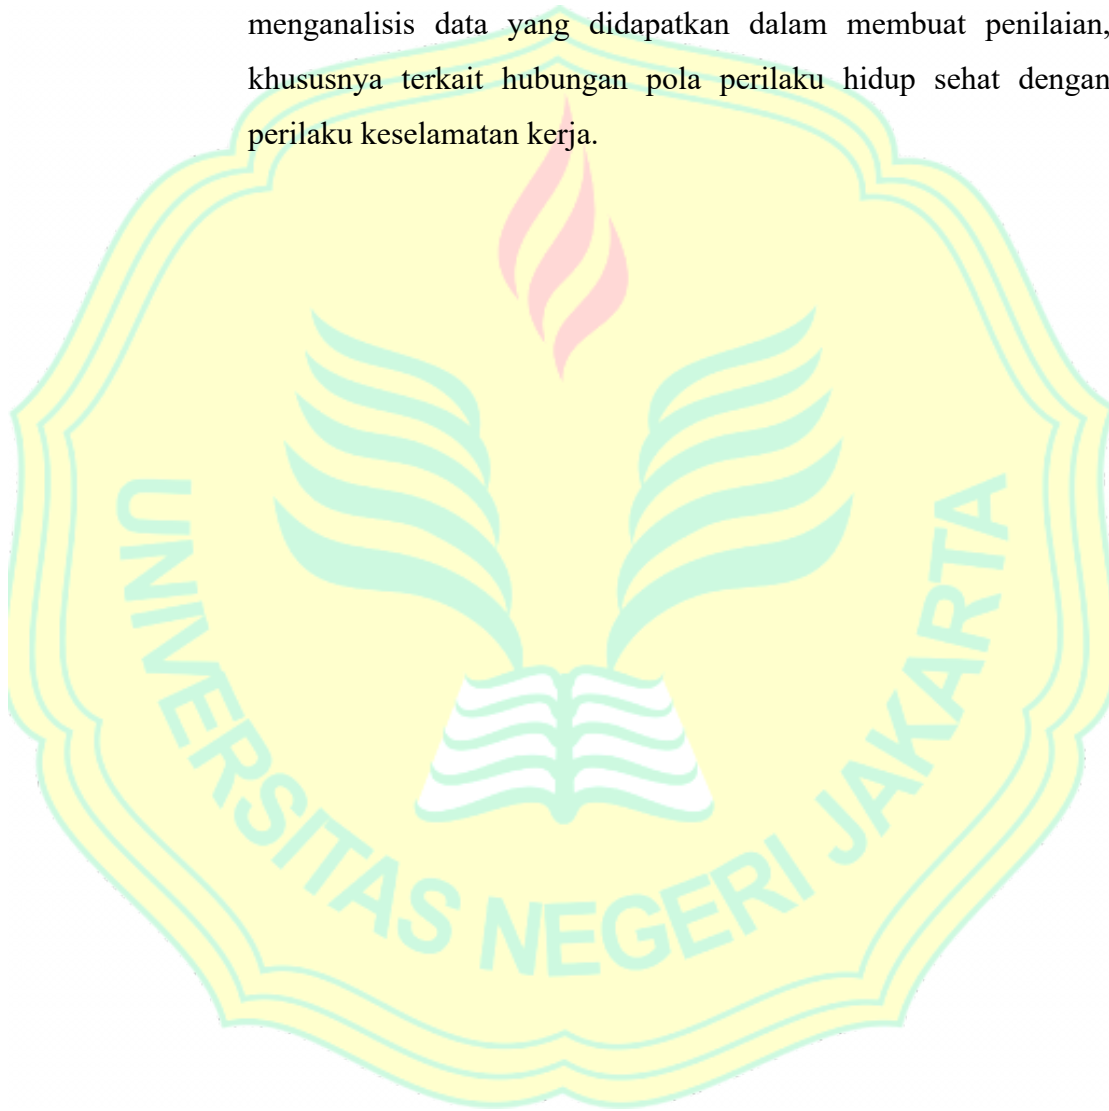 menganalisis data yang didapatkan dalam membuat penilaian,
khususnya terkait hubungan pola perilaku hidup sehat dengan
perilaku keselamatan kerja.
UNIVERSITAS NEGERI JAKARTA